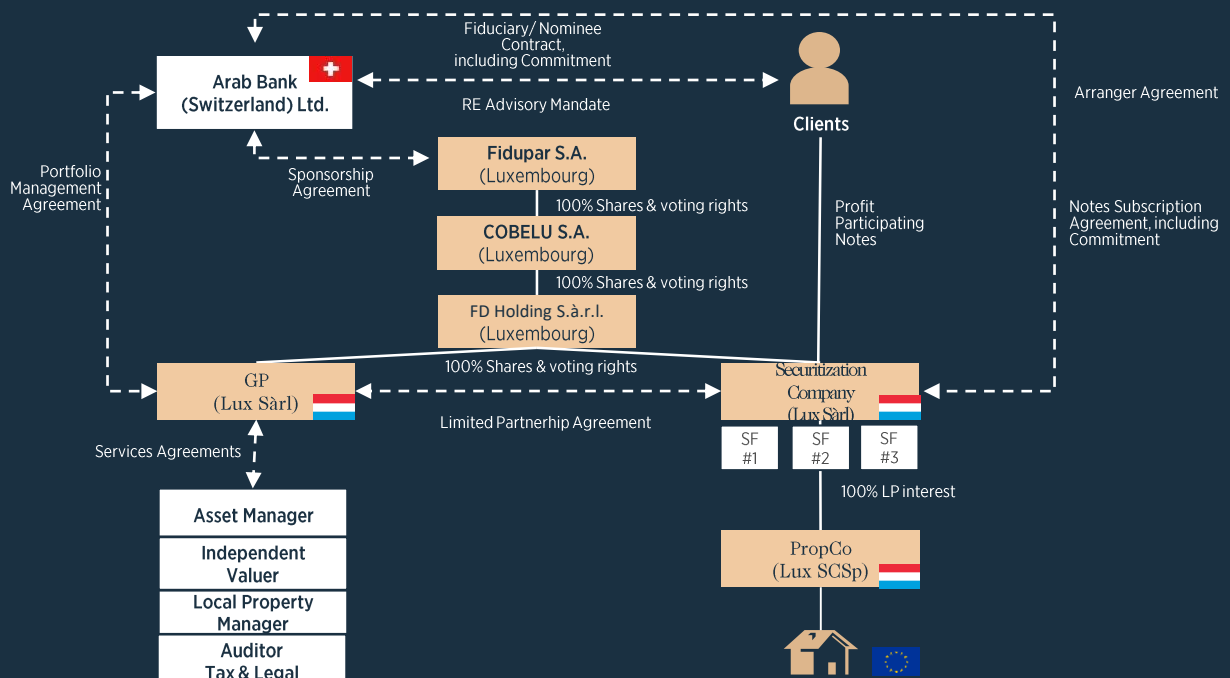 Fiduciary/ Nominee
Contract,
including Commitment
Arab Bank
(Switzerland) Ltd.
RE Advisory Mandate
Clients
Arranger Agreement
Portfolio
Management
Agreement
Sponsorship
Agreement
Fidupar S.A.
(Luxembourg)
100% Shares & voting rights
COBELU S.A.
(Luxembourg)
100% Shares & voting rights
FD Holding S.à.r.l.
(Luxembourg)
Profit
Participating
Notes
Notes Subscription
Agreement, including
Commitment
100% Shares & voting rights
GP
(Lux Sàrl)
Securitization
Company
(Lux Sàrl)
Limited Partnerhip Agreement
Services Agreements
SF
#1
SF
#2
SF
#3
100% LP interest
Asset Manager
Independent
Valuer
Local Property
Manager
Auditor
Tax & Legal
PropCo
(Lux SCSp)